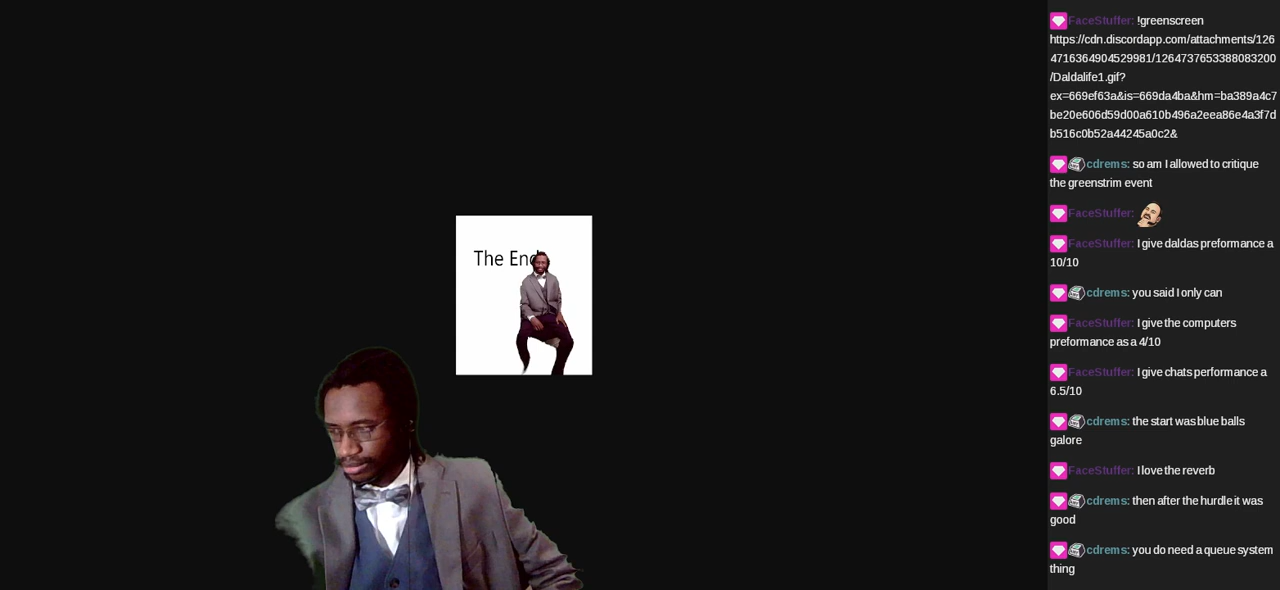 The End
FaceStuffer: !greenscreen
https://cdn.discordapp.com/attachments/126
4716364904529981/1264737653388083200
/Daldalife1.gif?
ex=669ef63a&is=669da4ba&hm=ba389a4c7
be20e606d59d00a610b496a2eea86e4a3f7d
b516c0b52a44245a0c2&
cdrems: so am I allowed to critique
the greenstrim event
FaceStuffer:
FaceStuffer: I give daldas preformance a
10/10
cdrems: you said I only can
FaceStuffer: I give the computers
preformance as a 4/10
FaceStuffer: I give chats performance a
6.5/10
cdrems: the start was blue balls
galore
FaceStuffer: I love the reverb
cdrems: then after the hurdle it was
good
cdrems: you do need a queue system
thing